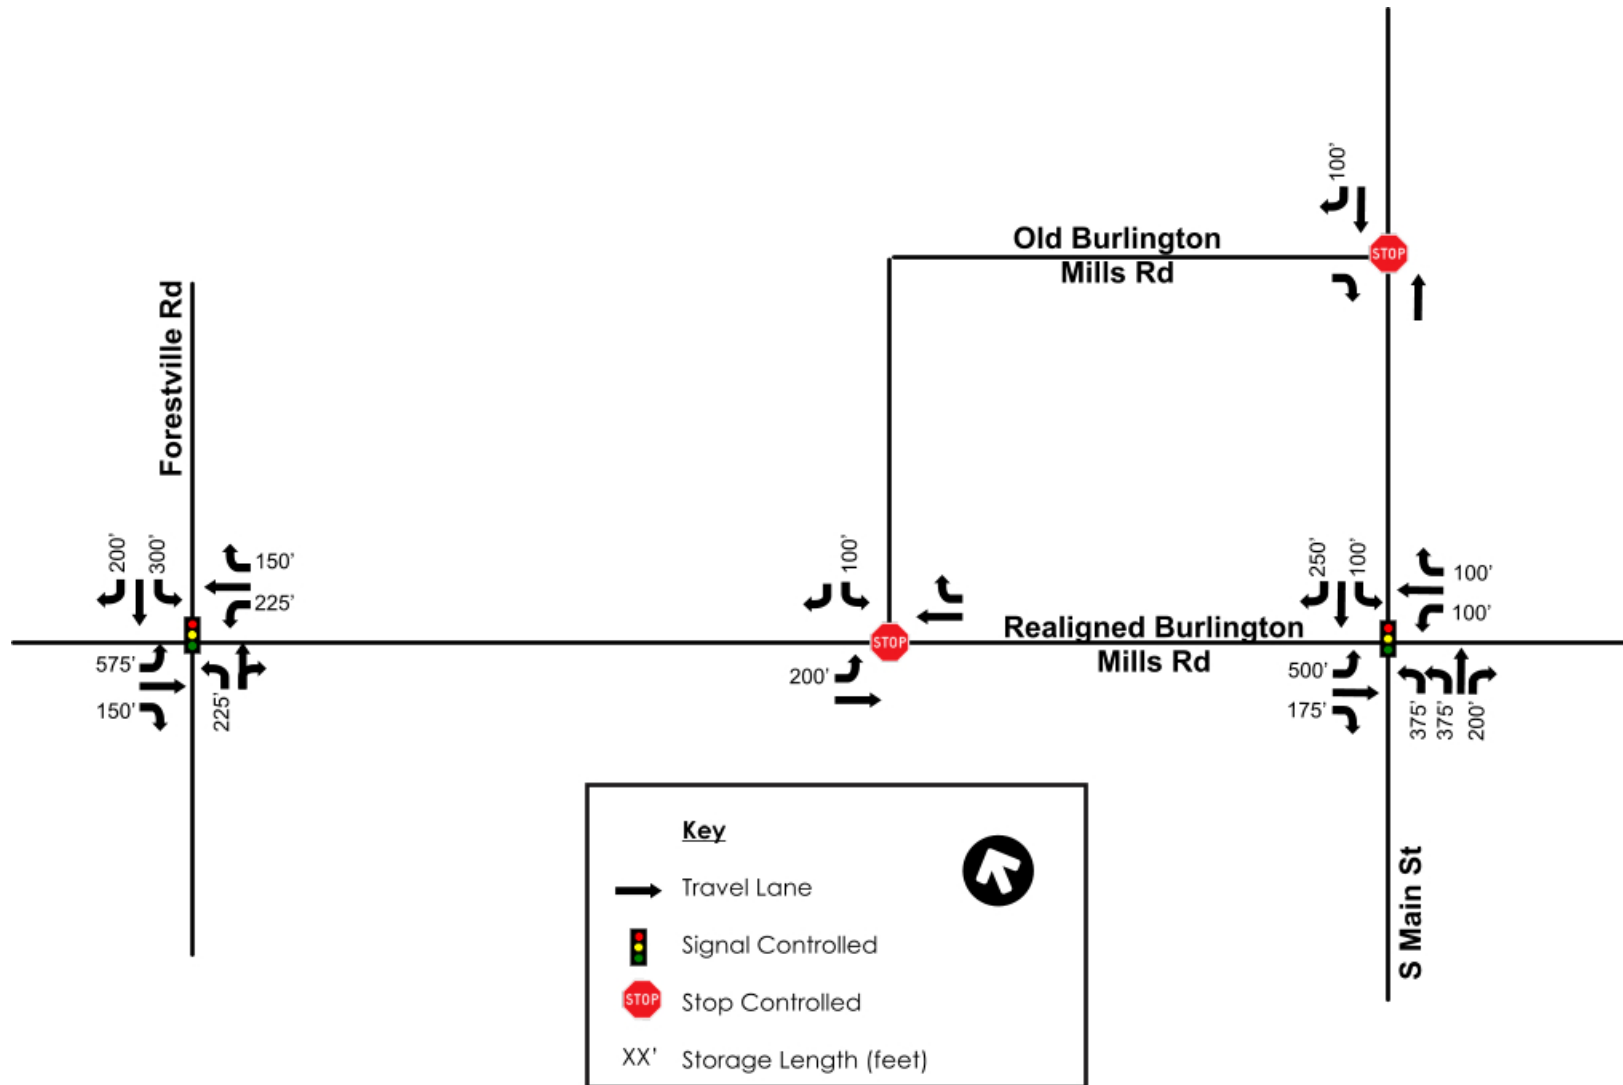 100'
Old Burlington
Mills Rd
STOP
Forestville Rd
200'
300'
150'
225'
575'
150'
225'
100'
200'
STOP
Realigned Burlington
Mills Rd
250'
100'
100'
100'
500'
175'
375'
375'
200'
S Main St
Key
Travel Lane
Signal Controlled
STOP
Stop Controlled
XX'
Storage Length (feet)